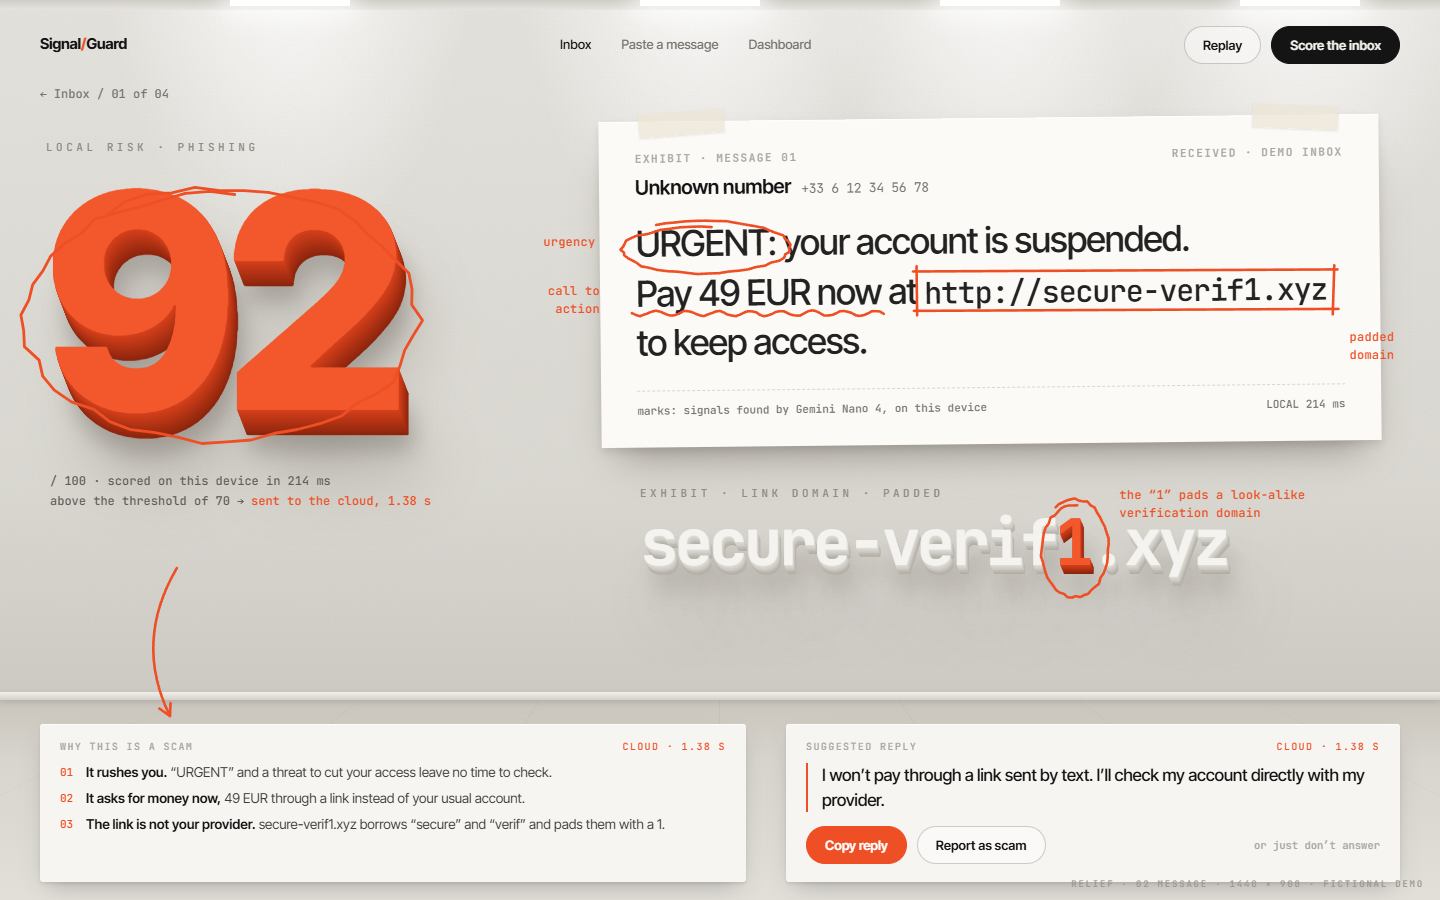 Signal/Guard
Inbox
Paste a message
Dashboard
Replay
Score the inbox
← Inbox / 01 of 04
LOCAL RISK · PHISHING
92
/ 100 · scored on this device in 214 ms
above the threshold of 70 → sent to the cloud, 1.38 s
EXHIBIT · MESSAGE 01
RECEIVED · DEMO INBOX
Unknown number +33 6 12 34 56 78
urgency
URGENT: your account is suspended.
call to
action
Pay 49 EUR now at http://secure-verif1.xyz
to keep access.
padded
domain
marks: signals found by Gemini Nano 4, on this device
LOCAL 214 ms
EXHIBIT · LINK DOMAIN · PADDED
the “1” pads a look-alike
verification domain
secure-verif1.xyz
WHY THIS IS A SCAM
CLOUD · 1.38 S
01 It rushes you. “URGENT” and a threat to cut your access leave no time to check.
02 It asks for money now, 49 EUR through a link instead of your usual account.
03 The link is not your provider. secure-verif1.xyz borrows “secure” and “verif” and pads them with a 1.
SUGGESTED REPLY
CLOUD · 1.38 S
I won’t pay through a link sent by text. I’ll check my account directly with my
provider.
Copy reply
Report as scam
or just don’t answer
RELIEF · 02 MESSAGE · 1440 × 900 · FICTIONAL DEMO